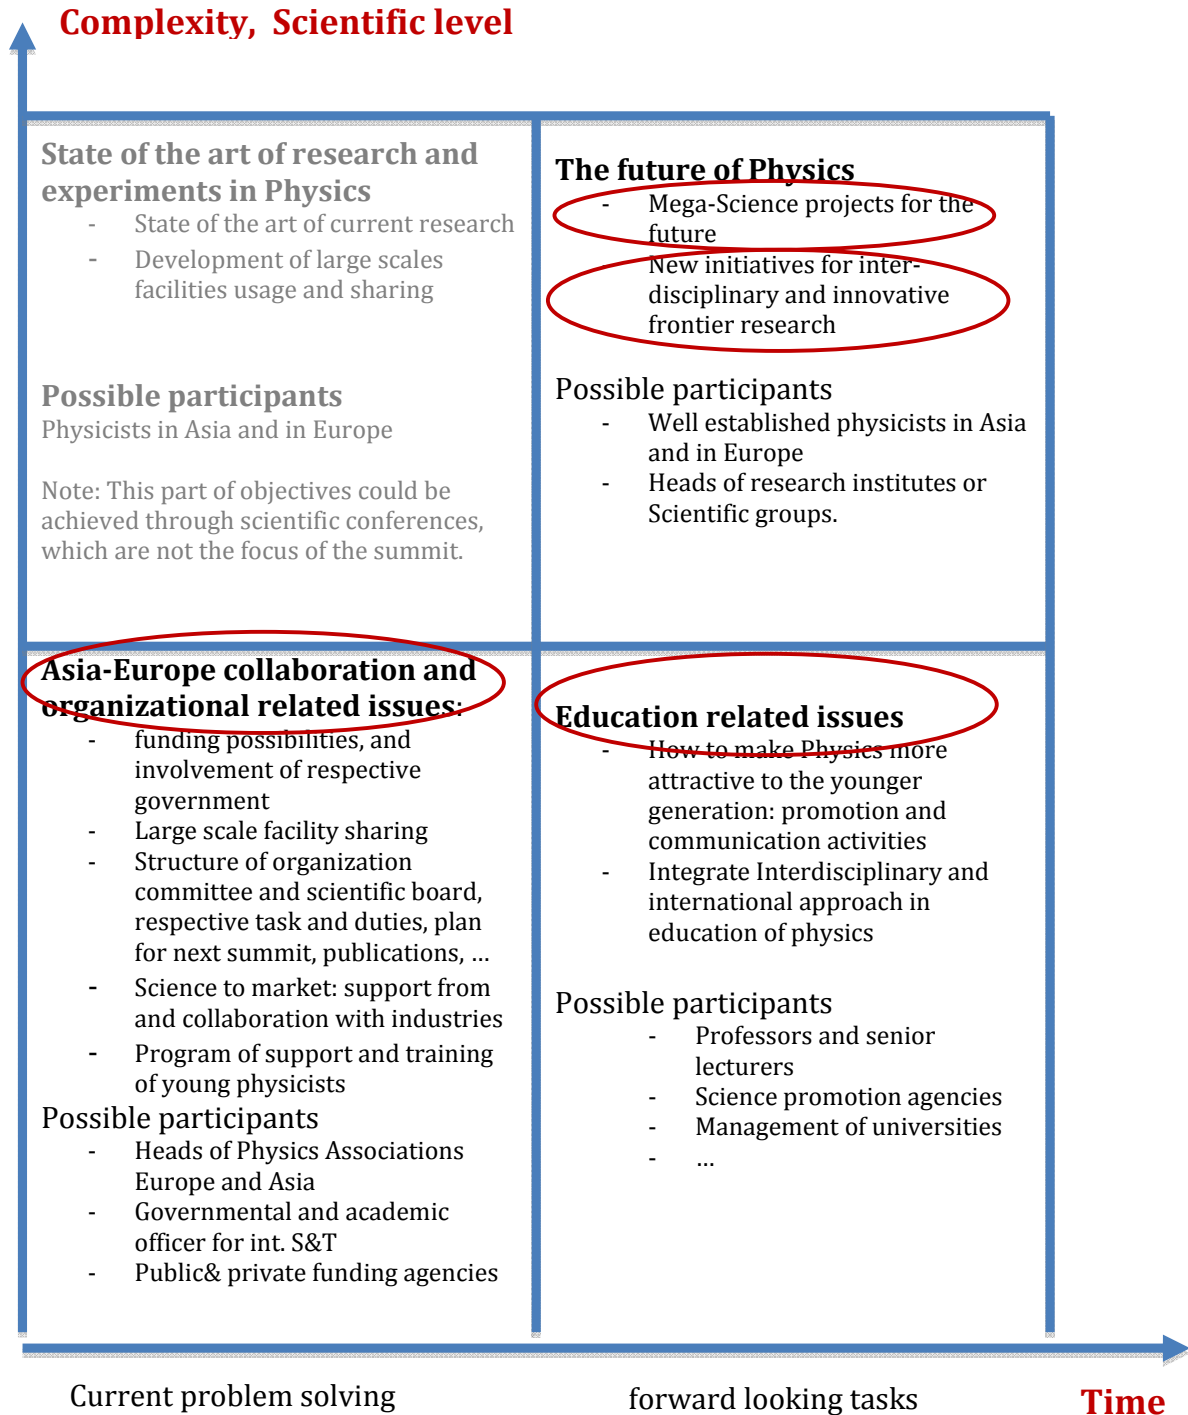 Complexity, Scientific level
State of the art of research and
experiments in Physics
- State of the art of current research
- Development of large scales
facilities usage and sharing
Possible participants
Physicists in Asia and in Europe
Note: This part of objectives could be
achieved through scientific conferences,
which are not the focus of the summit.
The future of Physics
- Mega-Science projects for the
future
- New initiatives for inter-
disciplinary and innovative
frontier research
Possible participants
- Well established physicists in Asia
and in Europe
- Heads of research institutes or
Scientific groups.
Asia-Europe collaboration and
organizational related issues:
- funding possibilities, and
involvement of respective
government
- Large scale facility sharing
- Structure of organization
committee and scientific board,
respective task and duties, plan
for next summit, publications, …
- Science to market: support from
and collaboration with industries
- Program of support and training
of young physicists
Possible participants
- Heads of Physics Associations
Europe and Asia
- Governmental and academic
officer for int. S&T
- Public& private funding agencies
Education related issues
- How to make Physics more
attractive to the younger
generation: promotion and
communication activities
- Integrate Interdisciplinary and
international approach in
education of physics
Possible participants
- Professors and senior
lecturers
- Science promotion agencies
- Management of universities
- …
Current problem solving
forward looking tasks
Time